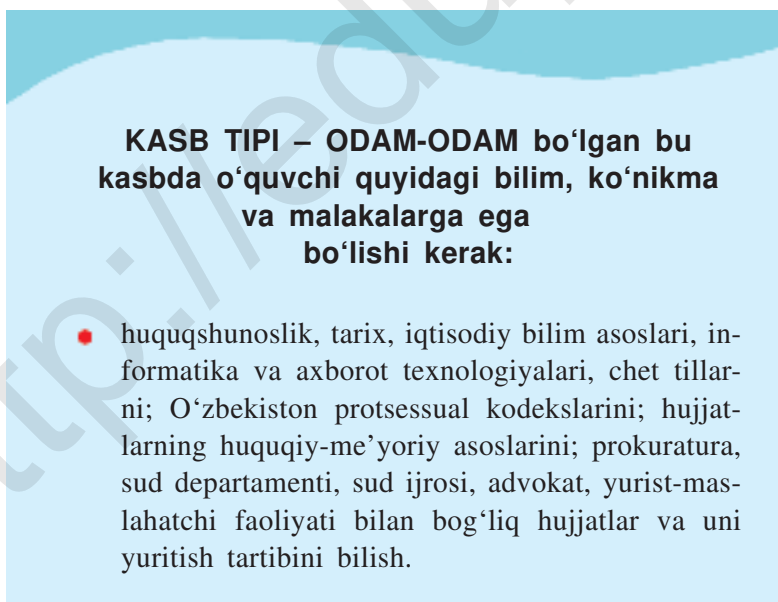 KASB TIPI – ODAM-ODAM bo‘lgan bu
kasbda o‘quvchi quyidagi bilim, ko‘nikma
va malakalarga ega
bo‘lishi kerak:
huquqshunoslik, tarix, iqtisodiy bilim asoslari, in-
formatika va axborot texnologiyalari, chet tillar-
ni; O‘zbekiston protsessual kodekslarini; hujjat-
larning huquqiy-me’yoriy asoslarini; prokuratura,
sud departamenti, sud ijrosi, advokat, yurist-mas-
lahatchi faoliyati bilan bog‘liq hujjatlar va uni
yuritish tartibini bilish.